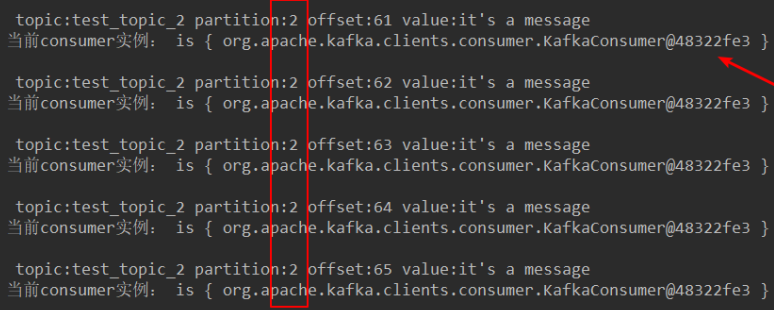 topic:test_topic_2 partition:2 offset:61 value:it's a message
当前consumer实例： is { org.apache.kafka.clients.consumer.KafkaConsumer@48322fe3 }
topic:test_topic_2 partition:2 offset:62 value:it's a message
当前consumer实例： is { org.apache.kafka.clients.consumer.KafkaConsumer@48322fe3 }
topic:test_topic_2 partition:2 offset:63 value:it's a message
当前consumer实例： is { org.apache.kafka.clients.consumer.KafkaConsumer@48322fe3 }
topic:test_topic_2 partition:2 offset:64 value:it's a message
当前consumer实例： is { org.apache.kafka.clients.consumer.KafkaConsumer@48322fe3 }
topic:test_topic_2 partition:2 offset:65 value:it's a message
当前consumer实例： is { org.apache.kafka.clients.consumer.KafkaConsumer@48322fe3 }